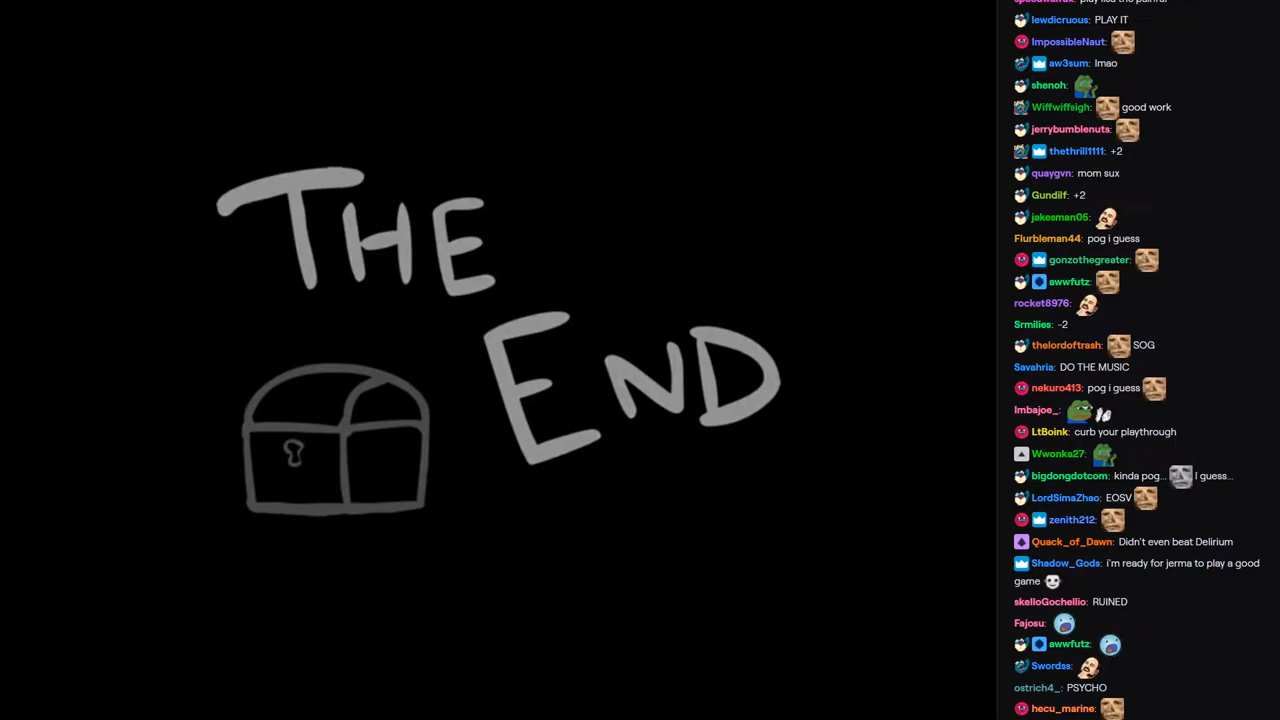 THE
END
lewdicruous: PLAY IT
ImpossibleNaut:
aw3sum: lmao
shenoh:
Wiffwiffsigh: good work
jerrybumblenuts:
thethrill1111: +2
quaygvn: mom sux
Gundilf: +2
jakesman05:
Flurbleman44: pog i guess
gonzothegreater:
awwfutz:
rocket8976:
Srmilies: -2
thelordoftrash: SOG
Savahria: DO THE MUSIC
nekuro413: pog i guess
Imbajoe_:
LtBoink: curb your playthrough
Wwonka27:
bigdongdotcom: kinda pog... I guess...
LordSimaZhao: EOSV
zenith212:
Quack_of_Dawn: Didn't even beat Delirium
Shadow_Gods: i'm ready for jerma to play a good
game
skelloGochellio: RUINED
Fajosu:
awwfutz:
Swordss:
ostrich4_: PSYCHO
hecu_marine: